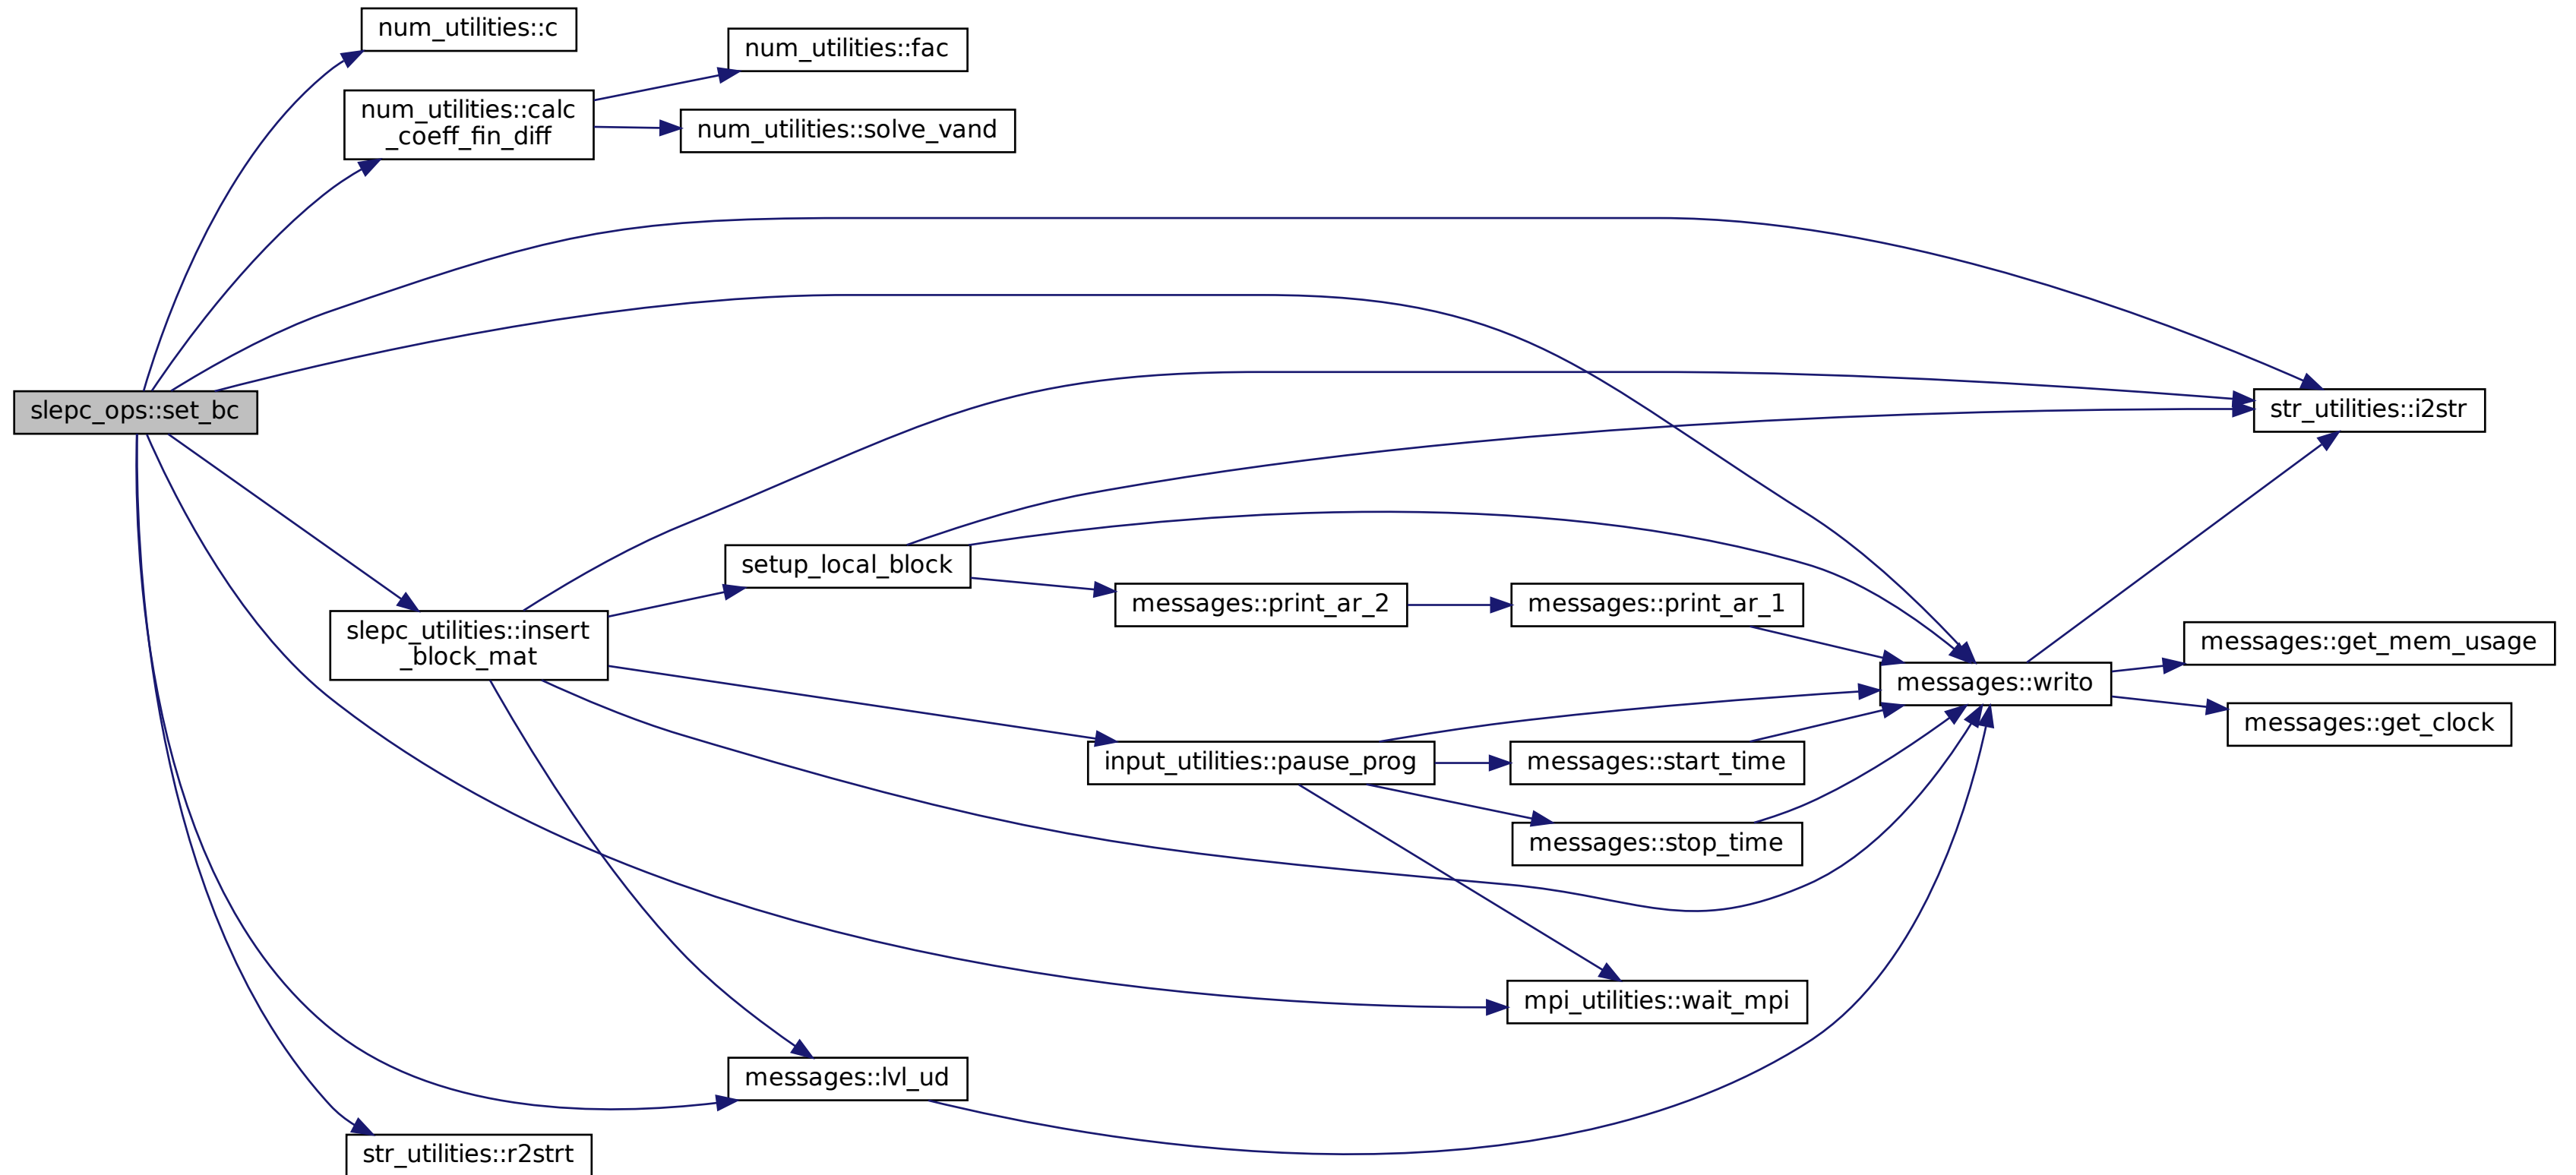 num_utilities::c
num_utilities::fac
num_utilities::calc
_coeff_fin_diff
num_utilities::solve_vand
slepc_ops::set_bc
str_utilities::i2str
setup_local_block
messages::print_ar_2
messages::print_ar_1
slepc_utilities::insert
_block_mat
messages::get_mem_usage
messages::writo
messages::get_clock
input_utilities::pause_prog
messages::start_time
messages::stop_time
mpi_utilities::wait_mpi
messages::lvl_ud
str_utilities::r2strt